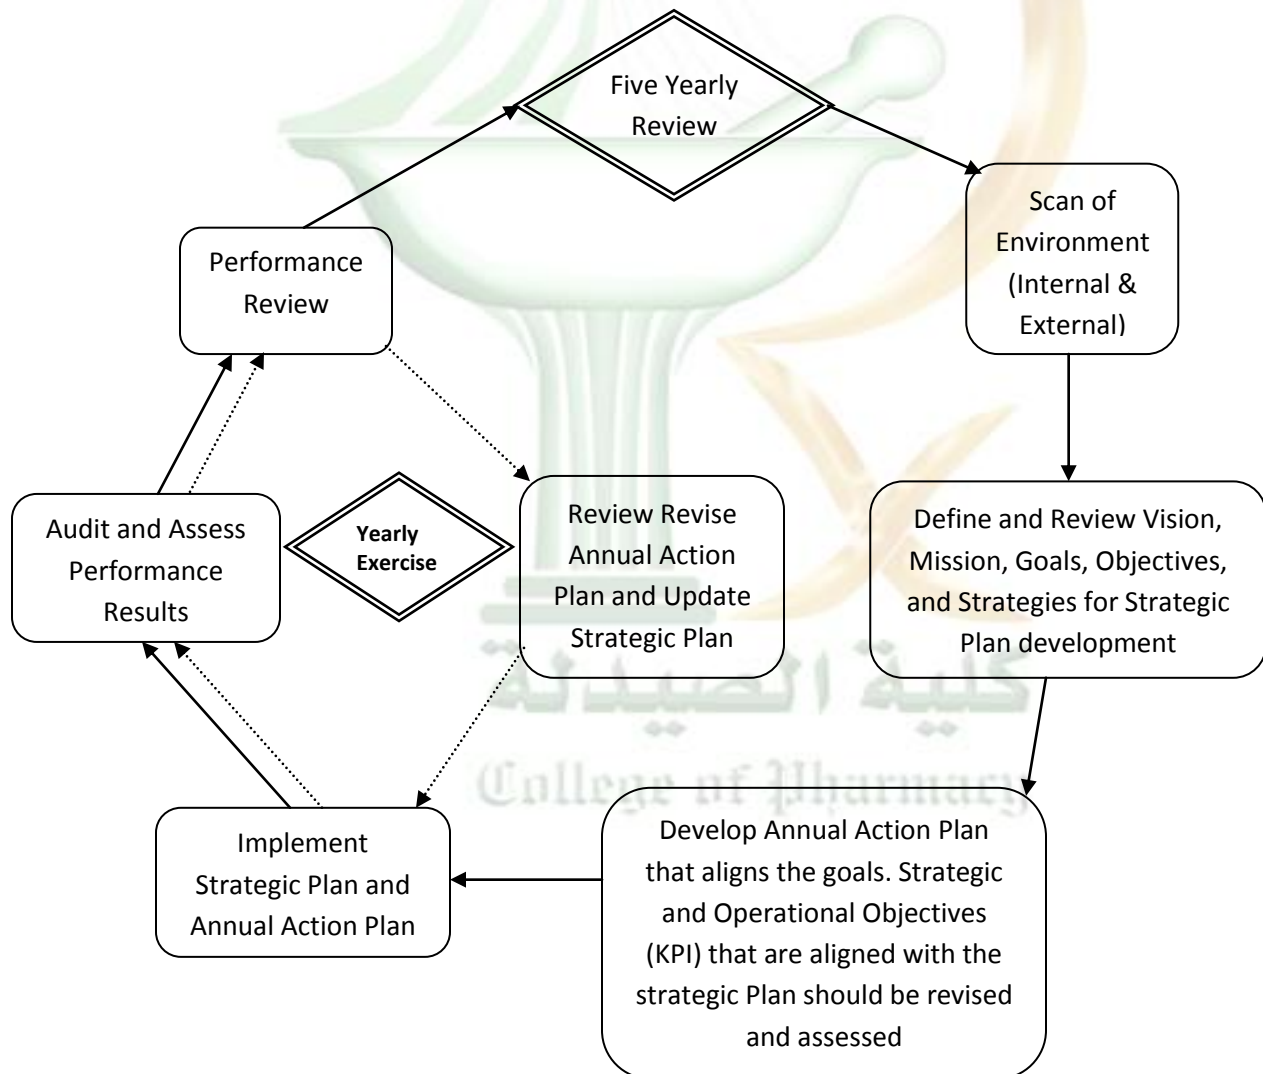 Five Yearly
Review
Scan of
Environment
(Internal &
External)
Performance
Review
Audit and Assess
Performance
Results
Yearly
Exercise
Review Revise
Annual Action
Plan and Update
Strategic Plan
Define and Review Vision,
Mission, Goals, Objectives,
and Strategies for Strategic
Plan development
كلية الصيدلة
College of Pharmacy
Implement
Strategic Plan and
Annual Action Plan
Develop Annual Action Plan
that aligns the goals. Strategic
and Operational Objectives
(KPI) that are aligned with the
strategic Plan should be revised
and assessed